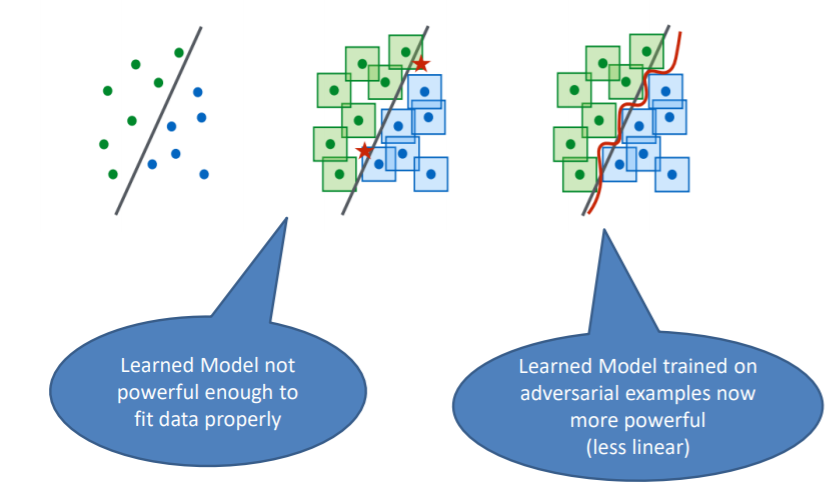 Learned Model not
powerful enough to
fit data properly
Learned Model trained on
adversarial examples now
more powerful
(less linear)